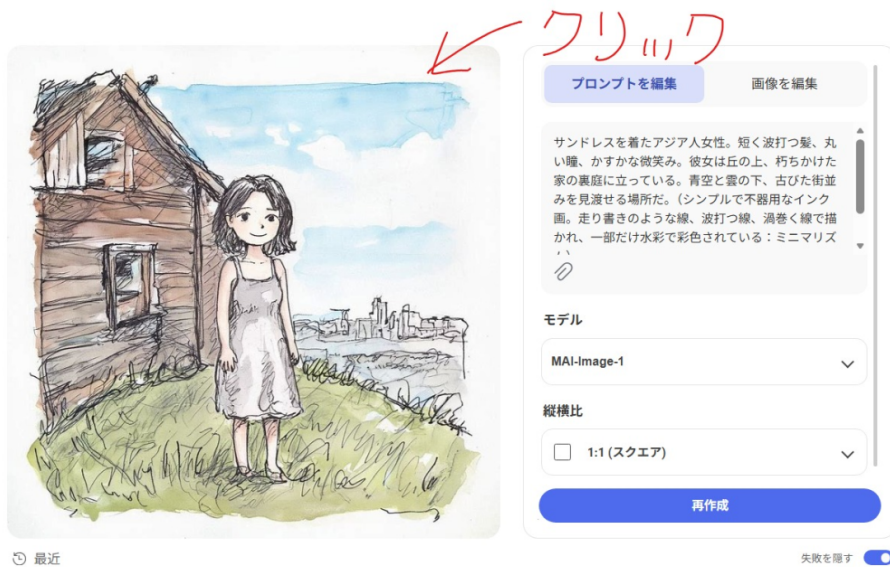 クリック
プロンプトを編集
画像を編集
サンドレスを着たアジア人女性。短く波打つ髪、丸
い瞳、かすかな微笑み。彼女は丘の上、朽ちかけた
家の裏庭に立っている。青空と雲の下、古びた街並
みを見渡せる場所だ。（シンプルで不器用なインク
画。走り書きのような線、波打つ線、渦巻く線で描
かれ、一部だけ水彩で彩色されている：ミニマリズ
モデル
MAI-Image-1
縦横比
1:1 (スクエア)
再作成
最近
失敗を隠す